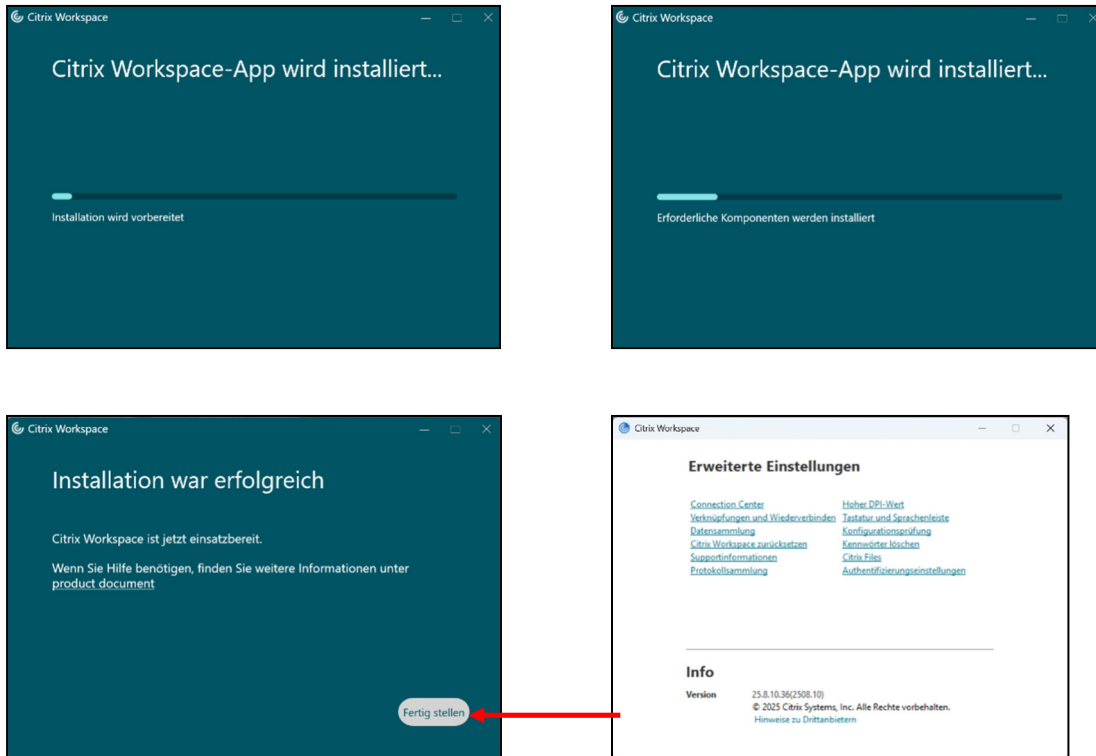 Citrix Workspace
Citrix Workspace-App wird installiert...
Installation wird vorbereitet
Citrix Workspace
Citrix Workspace-App wird installiert...
Erforderliche Komponenten werden installiert
Citrix Workspace
Installation war erfolgreich
Citrix Workspace ist jetzt einsatzbereit.
Wenn Sie Hilfe benötigen, finden Sie weitere Informationen unter
product document
Fertig stellen
Citrix Workspace
Erweiterte Einstellungen
Connection Center
Verknüpfungen und Wiederverbinden
Datensammlung
Citrix Workspace zurücksetzen
Supportinformationen
Protokollsammlung
Hoher DPI-Wert
Tastatur und Sprachenleiste
Konfigurationsprüfung
Kennwörter löschen
Citrix Files
Authentifizierungseinstellungen
Info
Version 25.8.10.36(2508.10)
© 2025 Citrix Systems, Inc. Alle Rechte vorbehalten.
Hinweise zu Drittanbietern